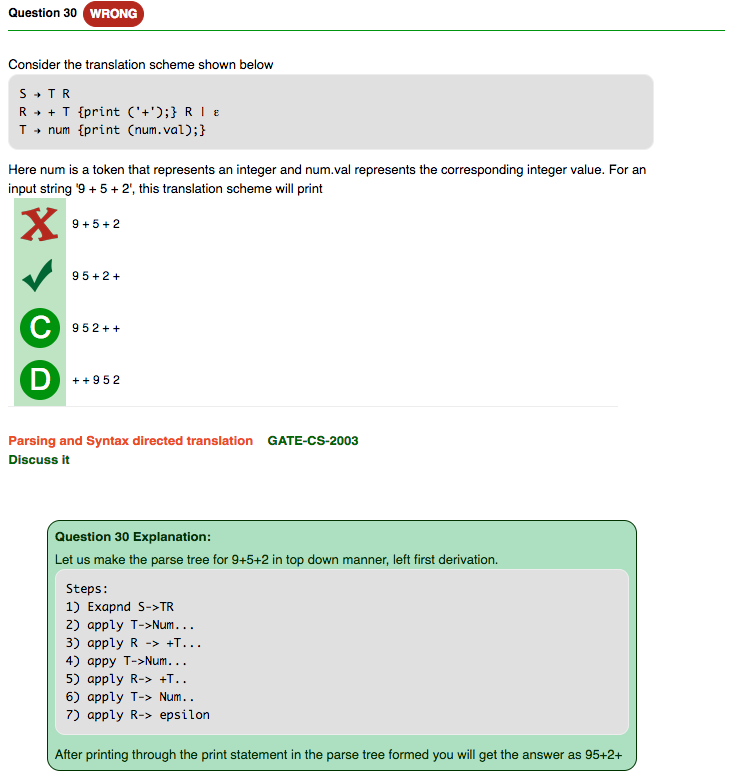 Question 30 WRONG
Consider the translation scheme shown below
S → T R
R → + T {print ('+');} R | ε
T → num {print (num.val);}
Here num is a token that represents an integer and num.val represents the corresponding integer value. For an
input string '9 + 5 + 2', this translation scheme will print
9 + 5 + 2
9 5 + 2 +
C 9 5 2 + +
D + + 9 5 2
Parsing and Syntax directed translation GATE-CS-2003
Discuss it
Question 30 Explanation:
Let us make the parse tree for 9+5+2 in top down manner, left first derivation.
Steps:
1) Exapnd S->TR
2) apply T->Num...
3) apply R -> +T...
4) appy T->Num...
5) apply R-> +T..
6) apply T-> Num..
7) apply R-> epsilon
After printing through the print statement in the parse tree formed you will get the answer as 95+2+